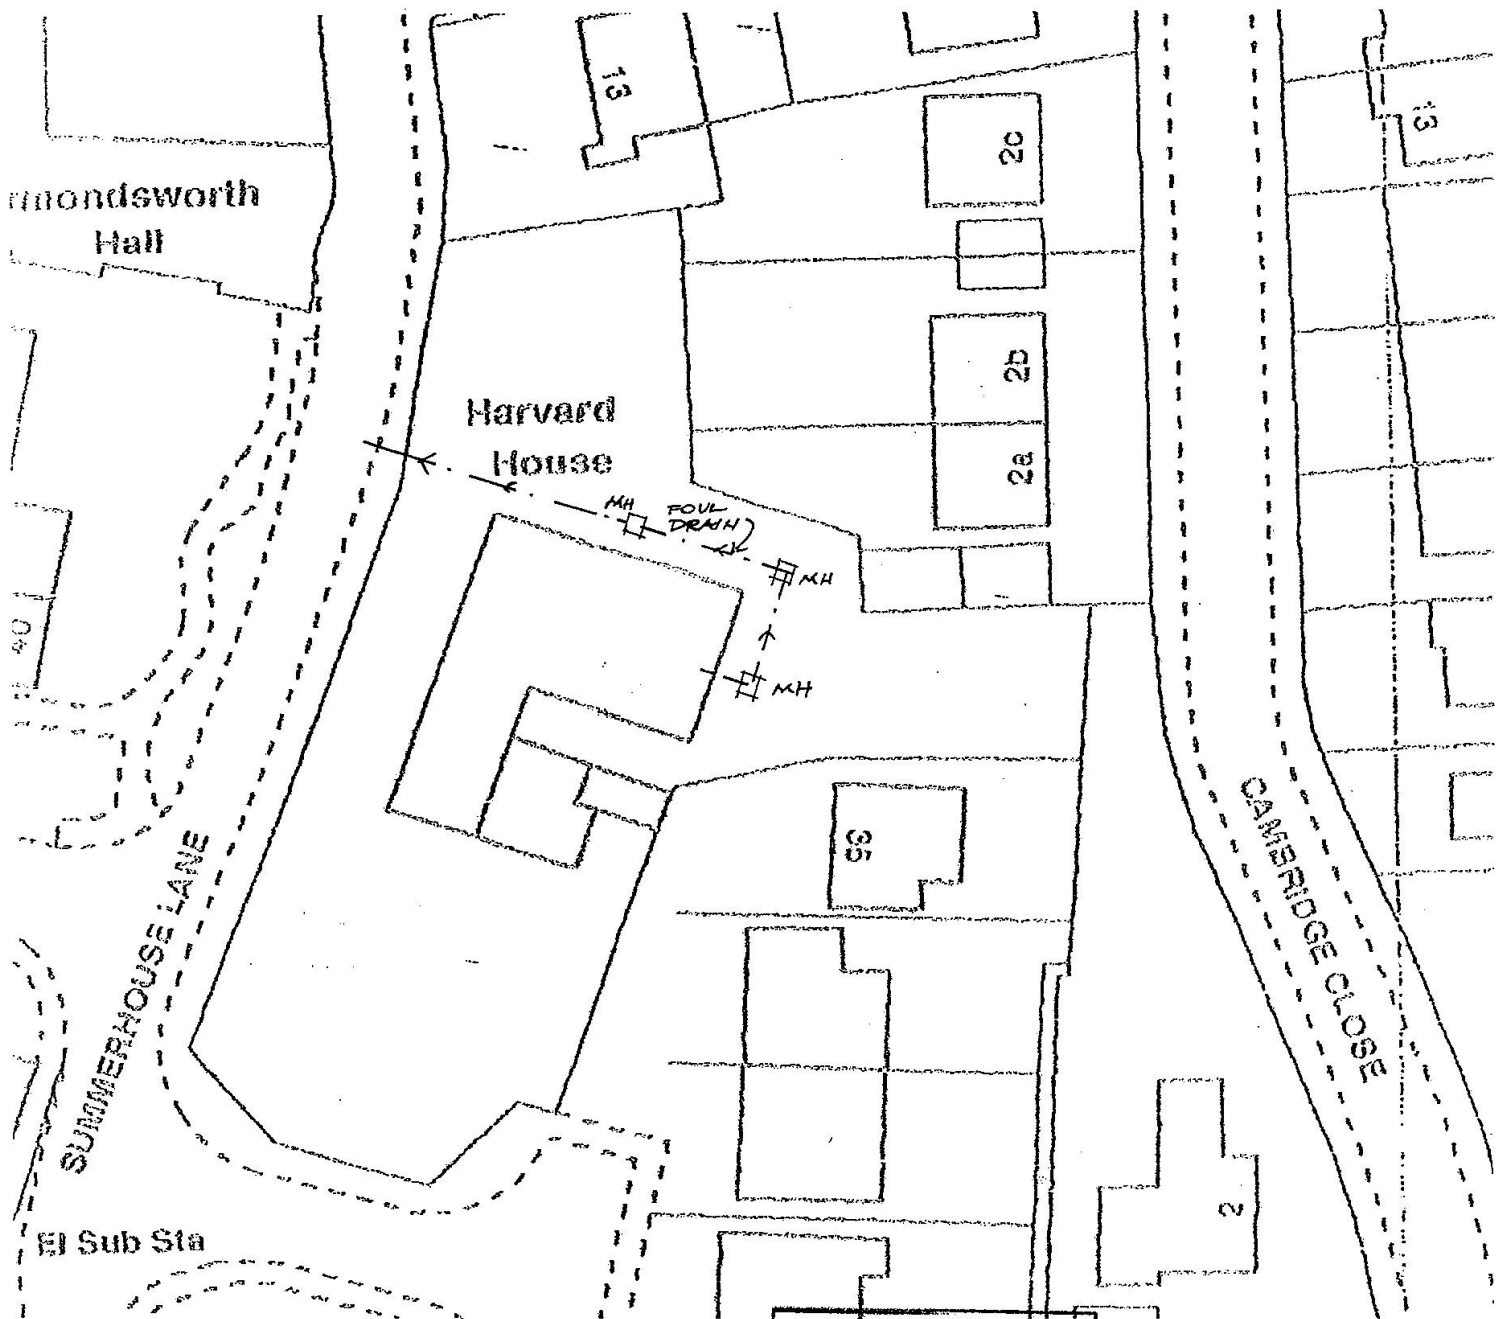 13
2c
13
rmondsworth
Hall
2b
Harvard
House
2a
MH
FOUL
DRAIN
MH
MH
35
CAMBRIDGE CLOSE
SUMMERHOUSE LANE
2
El Sub Sta